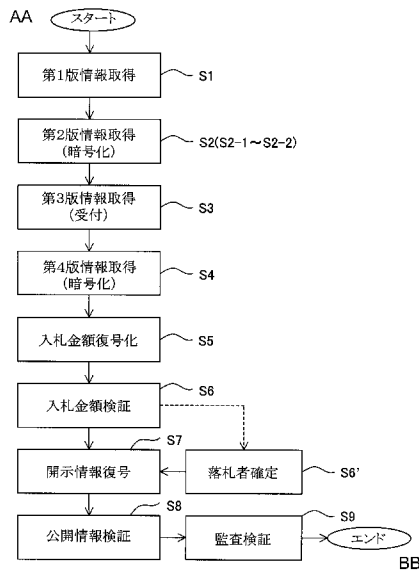 AA
スタート
第1版情報取得
S1
第2版情報取得
(暗号化)
S2(S2-1～S2-2)
第3版情報取得
(受付)
S3
第4版情報取得
(暗号化)
S4
入札金額復号化
S5
入札金額検証
S6
開示情報復号
S7
落札者確定
S6'
公開情報検証
S8
監査検証
S9
エンド
BB